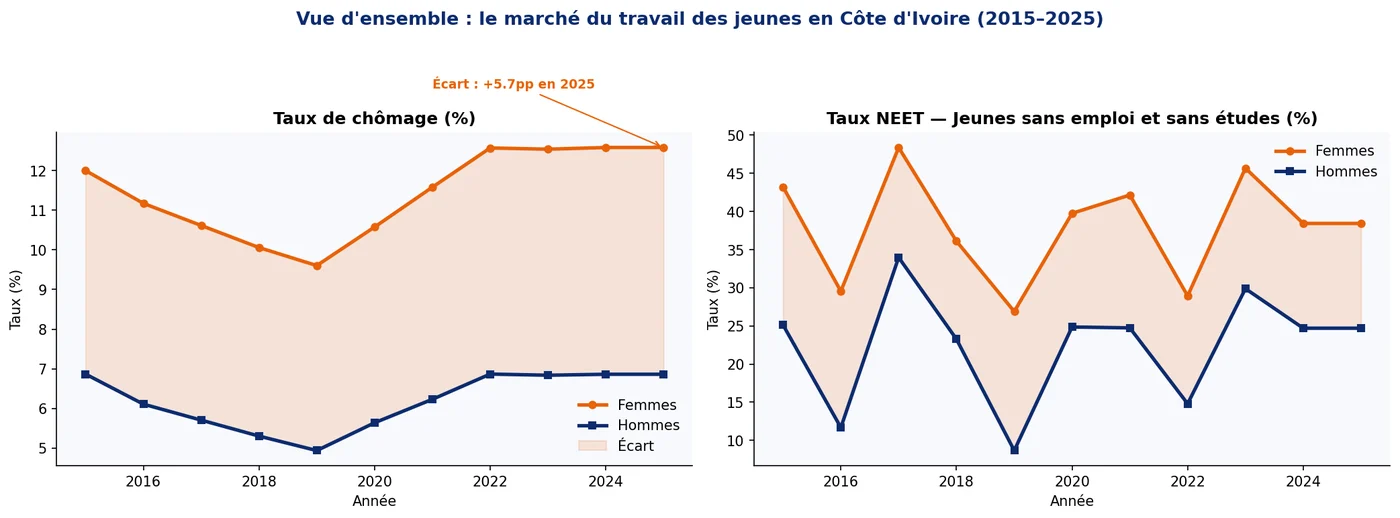 Vue d'ensemble : le marché du travail des jeunes en Côte d'Ivoire (2015–2025)
Écart : +5.7pp en 2025
Taux de chômage (%)
Taux (%)
12
11
10
9
8
7
6
5
Femmes
Hommes
Écart
2016
2018
2020
2022
2024
Année
Taux NEET — Jeunes sans emploi et sans études (%)
Taux (%)
50
45
40
35
30
25
20
15
10
Femmes
Hommes
2016
2018
2020
2022
2024
Année